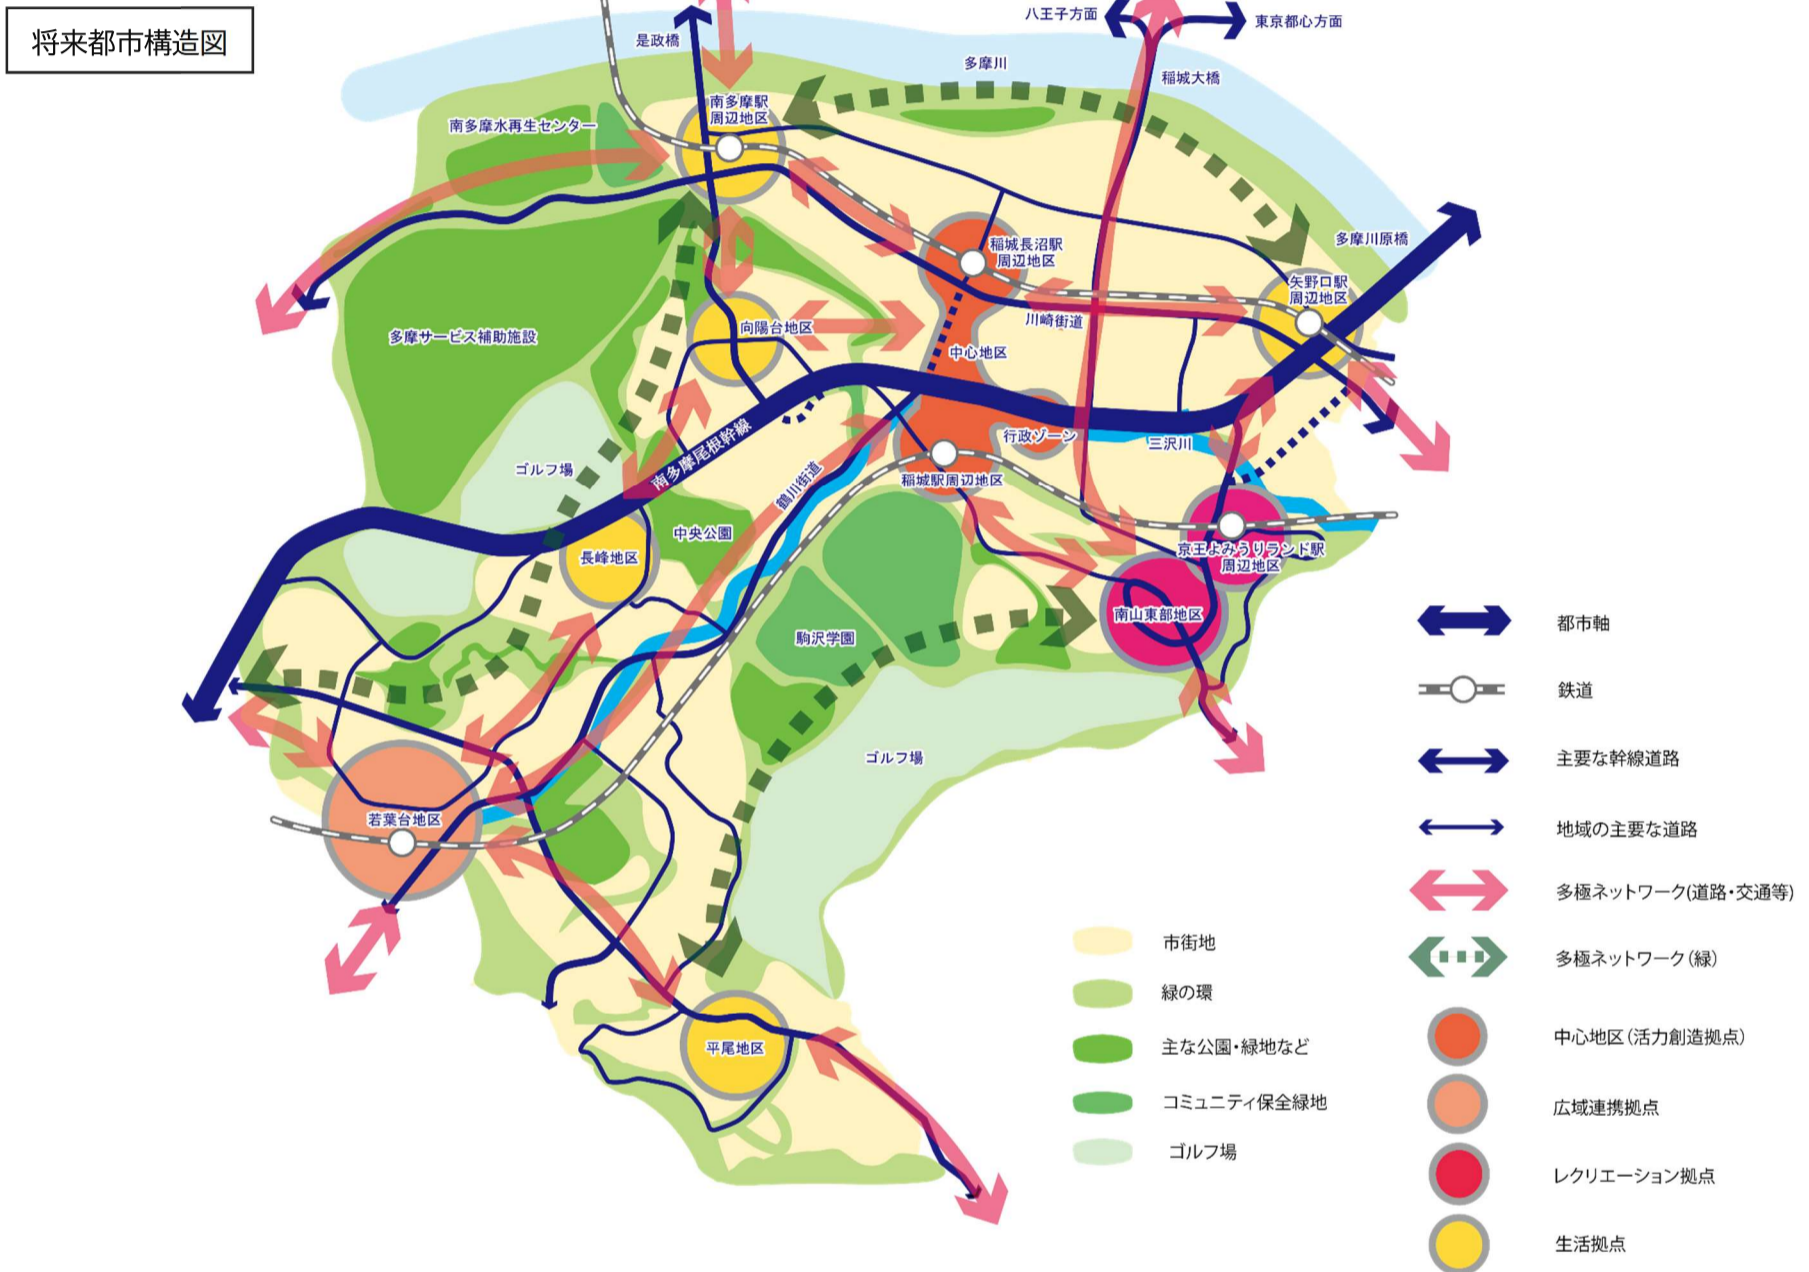 将来都市構造図
八王子方面
東京都心方面
是政橋
多摩川
稲城大橋
南多摩駅
周辺地区
南多摩水再生センター
稲城長沼駅
周辺地区
多摩川原橋
矢野口駅
周辺地区
多摩サービス補助施設
向陽台地区
川崎街道
中心地区
行政ゾーン
三沢川
南多摩尾根幹線
ゴルフ場
鶴川街道
稲城駅周辺地区
中央公園
長峰地区
京王よみうりランド駅
周辺地区
南山東部地区
駒沢学園
ゴルフ場
若葉台地区
平尾地区
都市軸
鉄道
主要な幹線道路
地域の主要な道路
多極ネットワーク(道路・交通等)
多極ネットワーク(緑)
中心地区(活力創造拠点)
広域連携拠点
レクリエーション拠点
生活拠点
市街地
緑の環
主な公園・緑地など
コミュニティ保全緑地
ゴルフ場